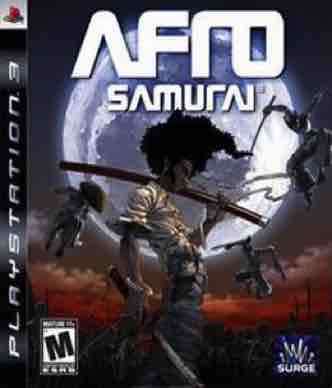 AFRO
SAMURAI
PLAYSTATION 3
MATURE 17+
M
ESRB
SURGE